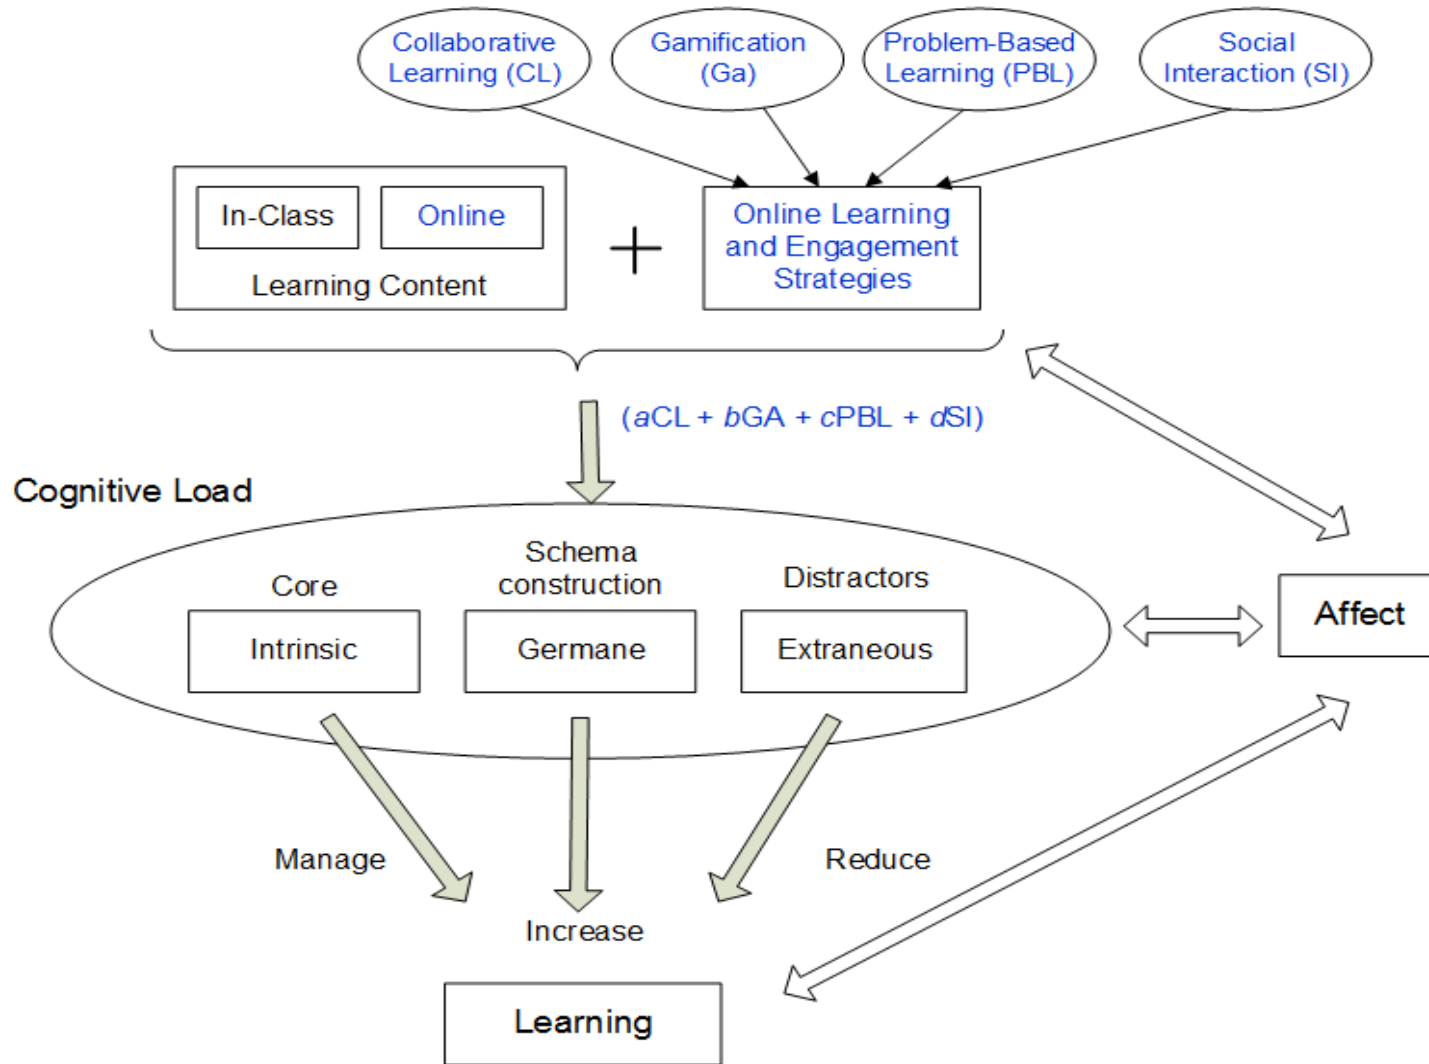 Collaborative
Learning (CL)
Gamification
(Ga)
Problem-Based
Learning (PBL)
Social
Interaction (SI)
In-Class
Online
Learning Content
+
Online Learning
and Engagement
Strategies
(aCL + bGA + cPBL + dSI)
Cognitive Load
Core
Schema
construction
Distractors
Intrinsic
Germane
Extraneous
Affect
Manage
Reduce
Increase
Learning